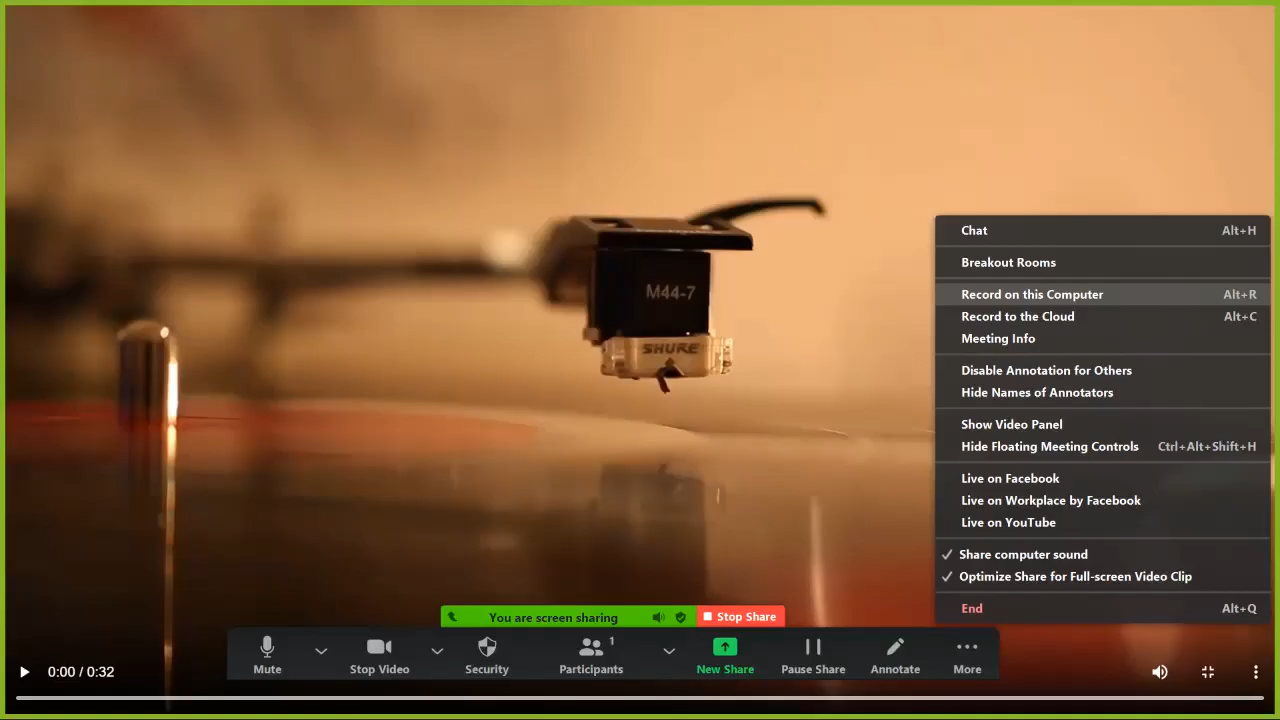 M44-7
SHURE
Chat Alt+H
Breakout Rooms
Record on this Computer Alt+R
Record to the Cloud Alt+C
Meeting Info
Disable Annotation for Others
Hide Names of Annotators
Show Video Panel
Hide Floating Meeting Controls Ctrl+Alt+Shift+H
Live on Facebook
Live on Workplace by Facebook
Live on YouTube
Share computer sound
Optimize Share for Full-screen Video Clip
End Alt+Q
You are screen sharing Stop Share
Mute Stop Video Security Participants 1 New Share Pause Share Annotate More
0:00 / 0:32